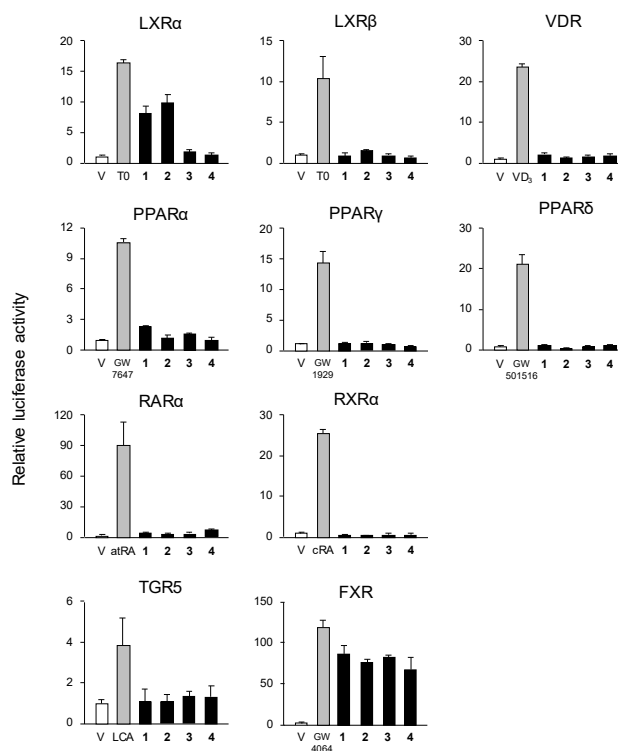 LXRα LXRβ VDR
20 15 30
15 10 20
10 5 10
5 0 0
0
V T0 1 2 3 4 V T0 1 2 3 4 V VD₃ 1 2 3 4
PPARα PPARγ PPARδ
12 20 30
9 15 20
6 10 10
3 5 0
0 0
V GW 1 2 3 4 V GW 1 2 3 4 V GW 1 2 3 4
7647 1929 501516
Relative luciferase activity
RARα RXRα
120 30
90 20
60 10
30 0
0
V atRA 1 2 3 4 V cRA 1 2 3 4
TGR5 FXR
6 150
4 100
2 50
0 0
V LCA 1 2 3 4 V GW 1 2 3 4
4064